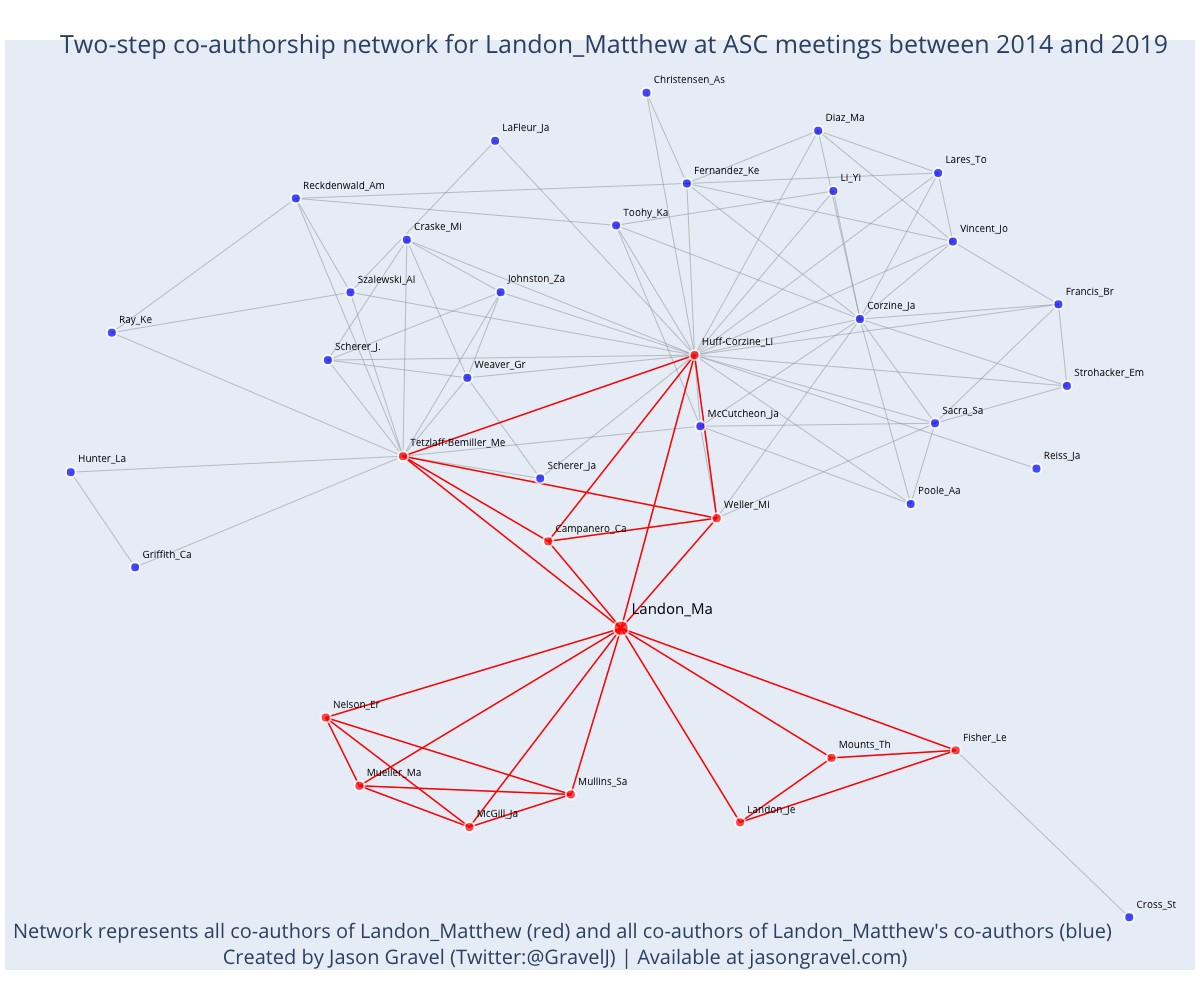 Two-step co-authorship network for Landon_Matthew at ASC meetings between 2014 and 2019
Christensen_As
Diaz_Ma
LaFleur_Ja
Lares_To
Fernandez_Ke
Li_Yi
Reckdenwald_Am
Toohy_Ka
Craske_Mi
Vincent_Jo
Szalewski_Al
Johnston_Za
Francis_Br
Corzine_Ja
Ray_Ke
Huff-Corzine_Li
Scherer_J.
Weaver_Gr
Strohacker_Em
McCutcheon_Ja
Sacra_Sa
Tetzlaff-Bemiller_Me
Hunter_La
Scherer_Ja
Reiss_Ja
Poole_Aa
Weller_Mi
Campanero_Ca
Griffith_Ca
Landon_Ma
Nelson_Er
Fisher_Le
Mounts_Th
Mueller_Ma
Mullins_Sa
McGill_Ja
Landon_Je
Cross_St
Network represents all co-authors of Landon_Matthew (red) and all co-authors of Landon_Matthew's co-authors (blue)
Created by Jason Gravel (Twitter:@GravelJ) | Available at jasongravel.com)